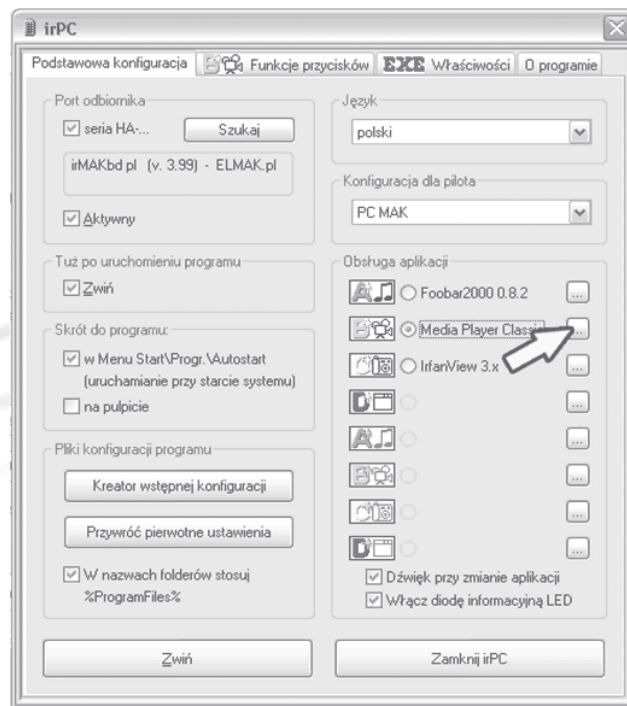 irPC
Podstawowa konfiguracja Funkcje przycisków EXE Właściwości O programie
Port odbiornika
seria HA-... Szukaj
irMAKbd pl (v. 3.99) - ELMAK.pl
Aktywny
Tuż po uruchomieniu programu
Zwiń
Skrót do programu:
w Menu Start\Progr.\Autostart
(uruchamianie przy starcie systemu)
na pulpicie
Pliki konfiguracji programu
Kreator wstępnej konfiguracji
Przywróć pierwotne ustawienia
W nazwach folderów stosuj
%ProgramFiles%
Zwiń
Język
polski
Konfiguracja dla pilota
PC MAK
Obsługa aplikacji
Foobar2000 0.8.2 ...
Media Player Classic ...
IrfanView 3.x ...
...
...
...
...
...
Dźwięk przy zmianie aplikacji
Włącz diodę informacyjną LED
Zamknij irPC